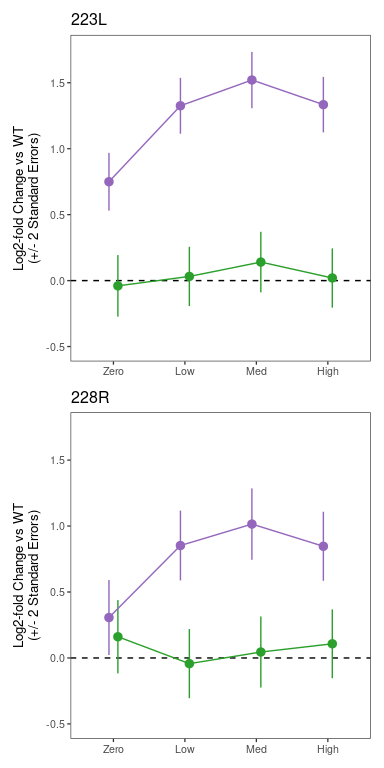 223L
Log2-fold Change vs WT
(+/- 2 Standard Errors)
1.5
1.0
0.5
0.0
-0.5
Zero Low Med High
228R
Log2-fold Change vs WT
(+/- 2 Standard Errors)
1.5
1.0
0.5
0.0
-0.5
Zero Low Med High